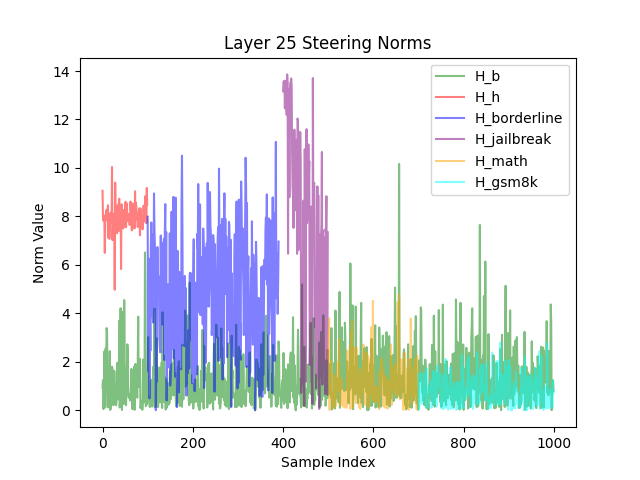 Layer 25 Steering Norms
Norm Value
14
12
10
8
6
4
2
0
0
200
400
600
800
1000
Sample Index
H_b
H_h
H_borderline
H_jailbreak
H_math
H_gsm8k